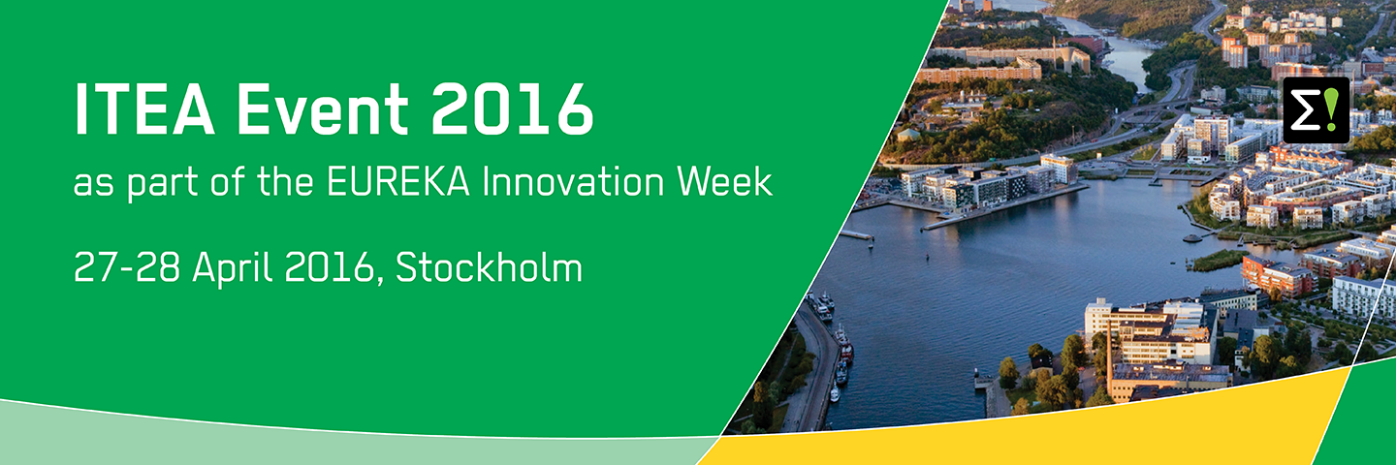 ITEA Event 2016
as part of the EUREKA Innovation Week
27-28 April 2016, Stockholm
Σ!